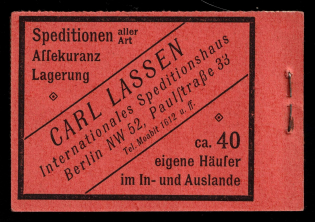 Speditionen aller Art
Assekuranz
Lagerung
CARL LASSEN
Internationales Speditionshaus
Berlin NW 52, Paulstraße 33
Tel. Moabit 1612 u. ff.
ca. 40
eigene Häuser
im In- und Auslande